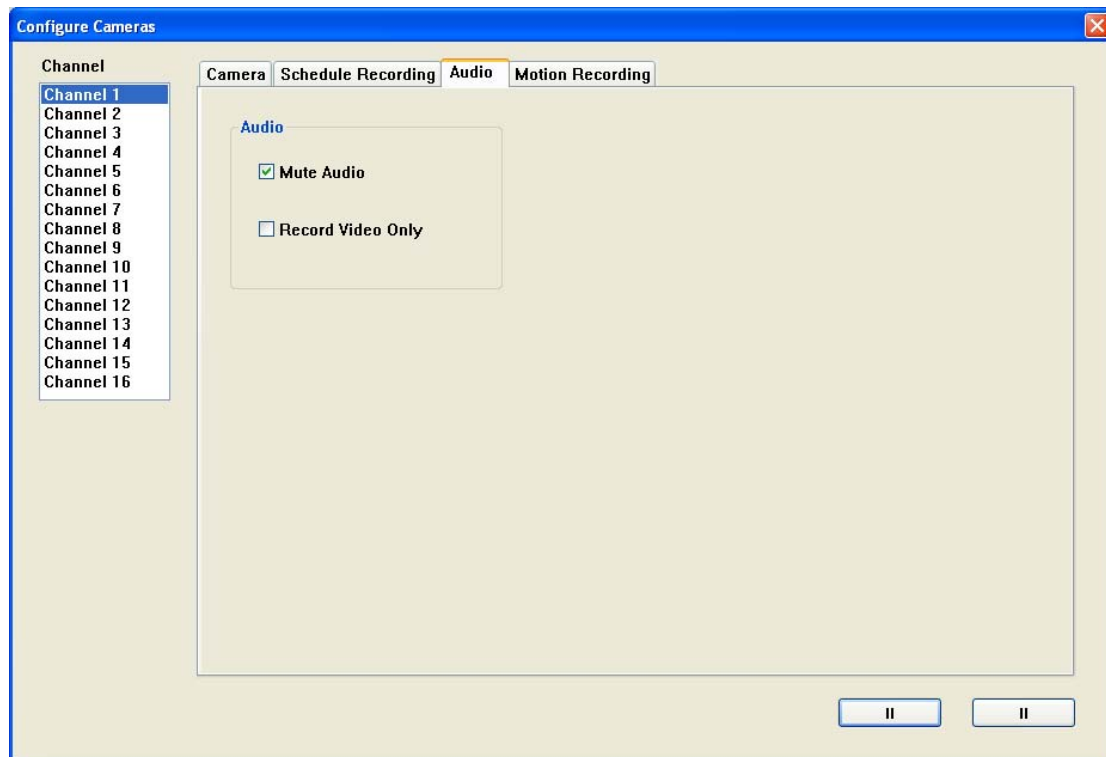 Configure Cameras
Channel
Channel 1
Channel 2
Channel 3
Channel 4
Channel 5
Channel 6
Channel 7
Channel 8
Channel 9
Channel 10
Channel 11
Channel 12
Channel 13
Channel 14
Channel 15
Channel 16
Camera
Schedule Recording
Audio
Motion Recording
Audio
Mute Audio
Record Video Only
II
II